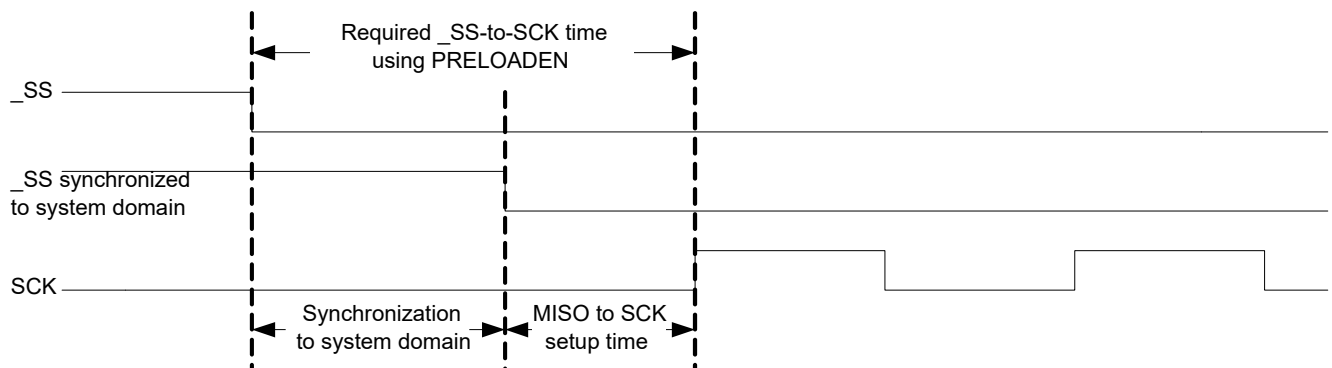 Required _SS-to-SCK time
using PRELOADEN
_SS
_SS synchronized
to system domain
SCK
Synchronization
to system domain
MISO to SCK
setup time